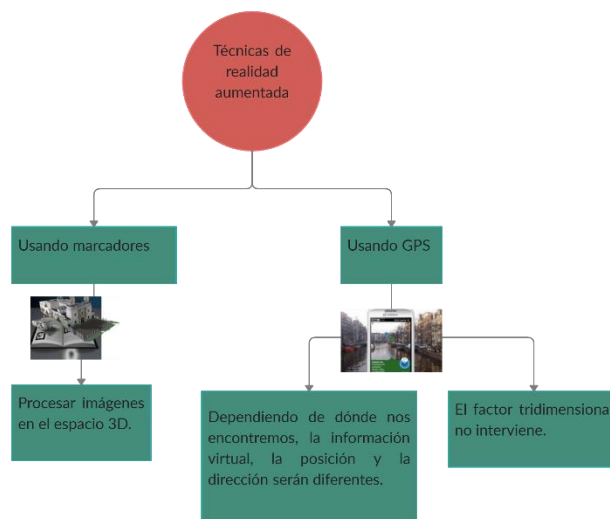 Técnicas de
realidad
aumentada
Usando marcadores
Usando GPS
Procesar imágenes
en el espacio 3D.
Dependiendo de dónde nos
encontremos, la información
virtual, la posición y la
dirección serán diferentes.
El factor tridimensional
no interviene.